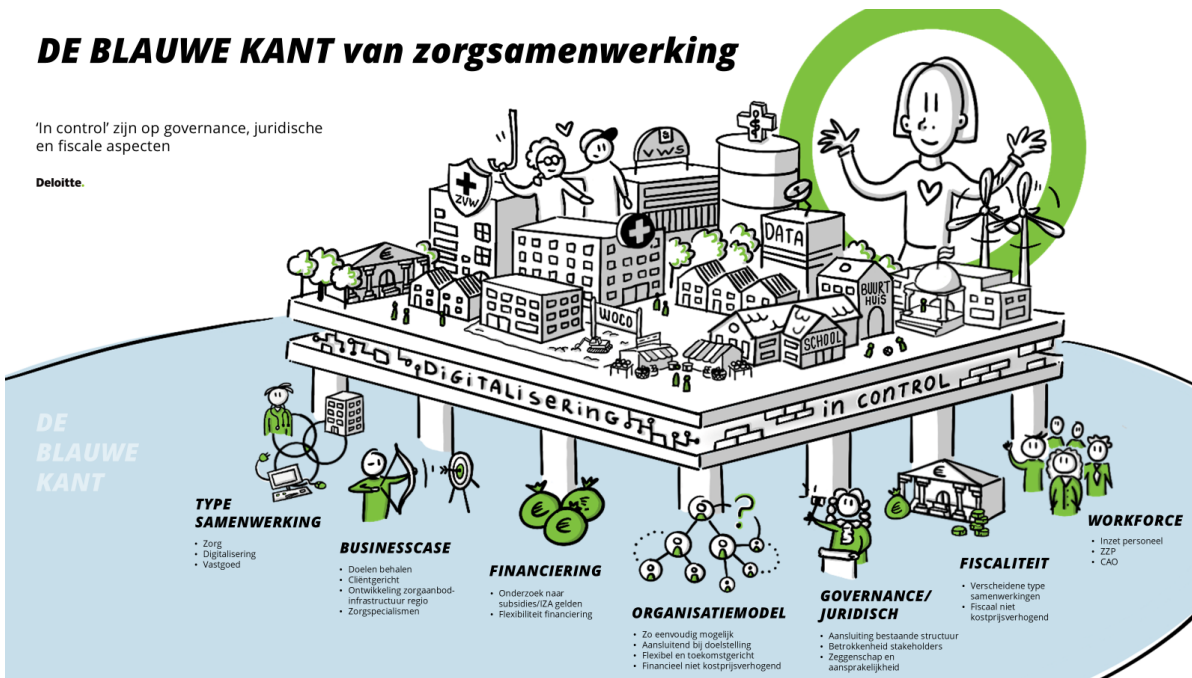 DE BLAUWE KANT van zorgsamenwerking
‘In control’ zijn op governance, juridische
en fiscale aspecten
Deloitte.
ZVW
VWS
DATA
BUURT
HUIS
WOCO
SCHOOL
DIGITALISERING
in CONTROL
DE
BLAUWE
KANT
TYPE
SAMENWERKING
• Zorg
• Digitalisering
• Vastgoed
BUSINESSCASE
• Doelen behalen
• Cliëntgericht
• Ontwikkeling zorgaanbod-
infrastructuur regio
• Zorgspecialismen
FINANCIERING
• Onderzoek naar
subsidies/IZA gelden
• Flexibiliteit financiering
ORGANISATIEMODEL
• Zo eenvoudig mogelijk
• Aansluitend bij doelstelling
• Flexibel en toekomstgericht
• Financieel niet kostprijsverhogend
GOVERNANCE/
JURIDISCH
• Aansluiting bestaande structuur
• Betrokkenheid stakeholders
• Zeggenschap en
aansprakelijkheid
FISCALITEIT
• Verscheidene type
samenwerkingen
• Fiscaal niet
kostprijsverhogend
WORKFORCE
• Inzet personeel
• ZZP
• CAO